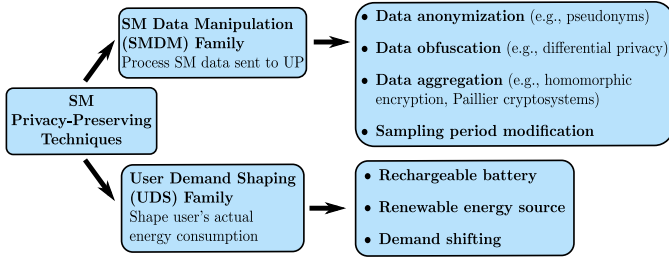 SM
Privacy-Preserving
Techniques
SM Data Manipulation
(SMDM) Family
Process SM data sent to UP
• Data anonymization (e.g., pseudonyms)
• Data obfuscation (e.g., differential privacy)
• Data aggregation (e.g., homomorphic
encryption, Paillier cryptosystems)
• Sampling period modification
User Demand Shaping
(UDS) Family
Shape user's actual
energy consumption
• Rechargeable battery
• Renewable energy source
• Demand shifting